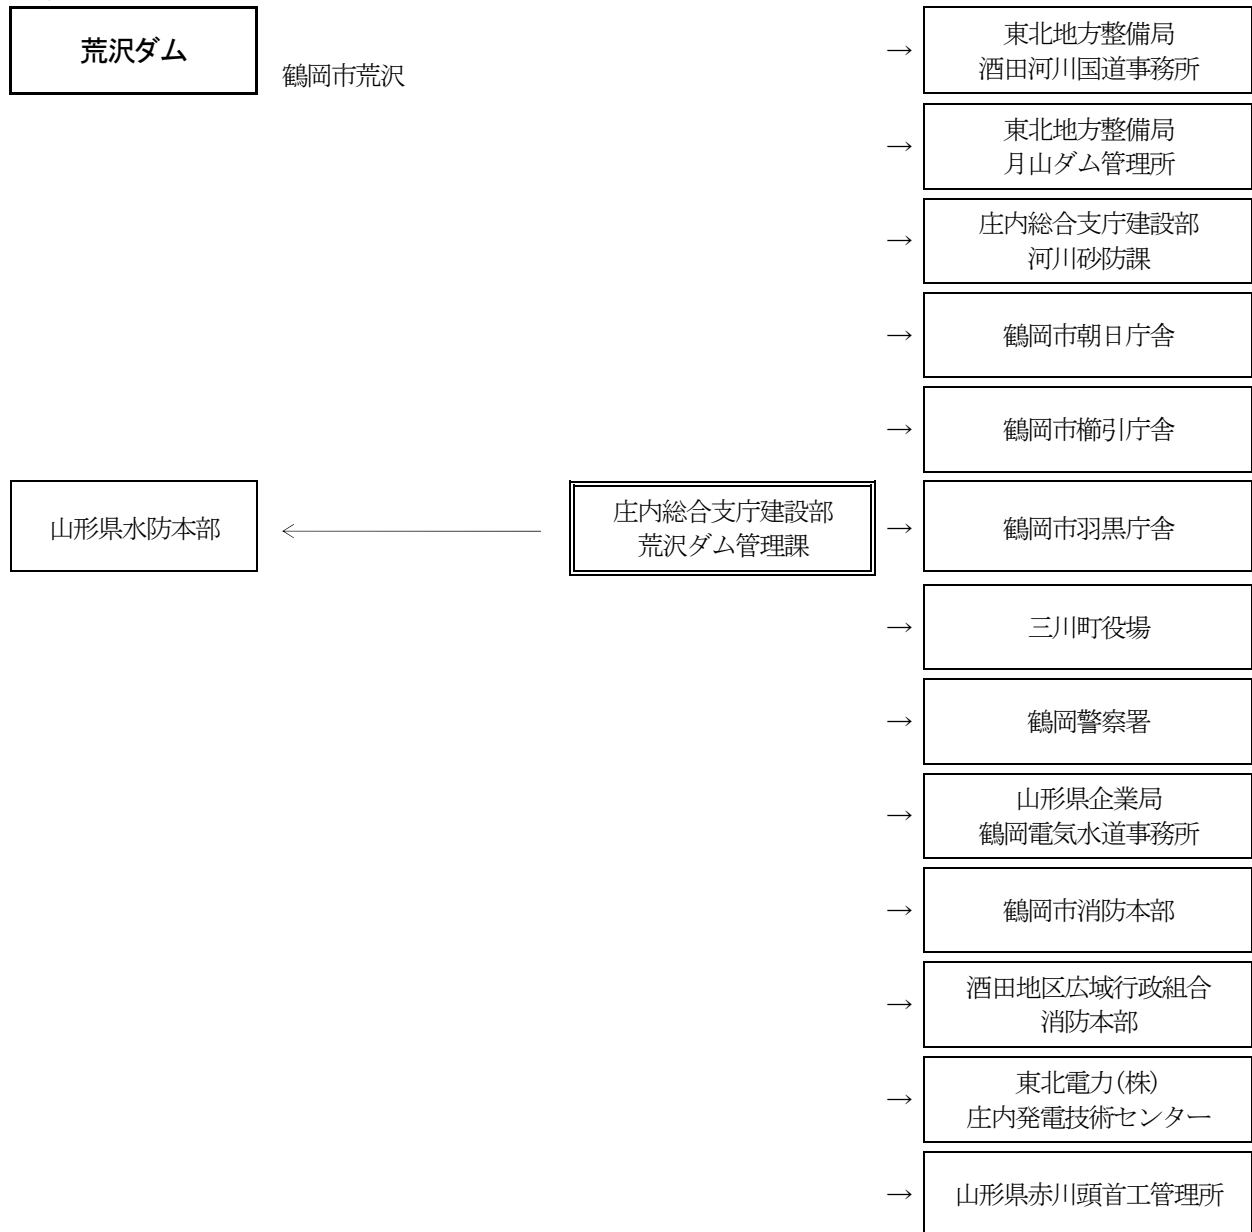 荒沢ダム
鶴岡市荒沢
→
東北地方整備局
酒田河川国道事務所
→
東北地方整備局
月山ダム管理所
→
庄内総合支庁建設部
河川砂防課
→
鶴岡市朝日庁舎
→
鶴岡市櫛引庁舎
山形県水防本部
←
庄内総合支庁建設部
荒沢ダム管理課
→
鶴岡市羽黒庁舎
→
三川町役場
→
鶴岡警察署
→
山形県企業局
鶴岡電気水道事務所
→
鶴岡市消防本部
→
酒田地区広域行政組合
消防本部
→
東北電力(株)
庄内発電技術センター
→
山形県赤川頭首工管理所